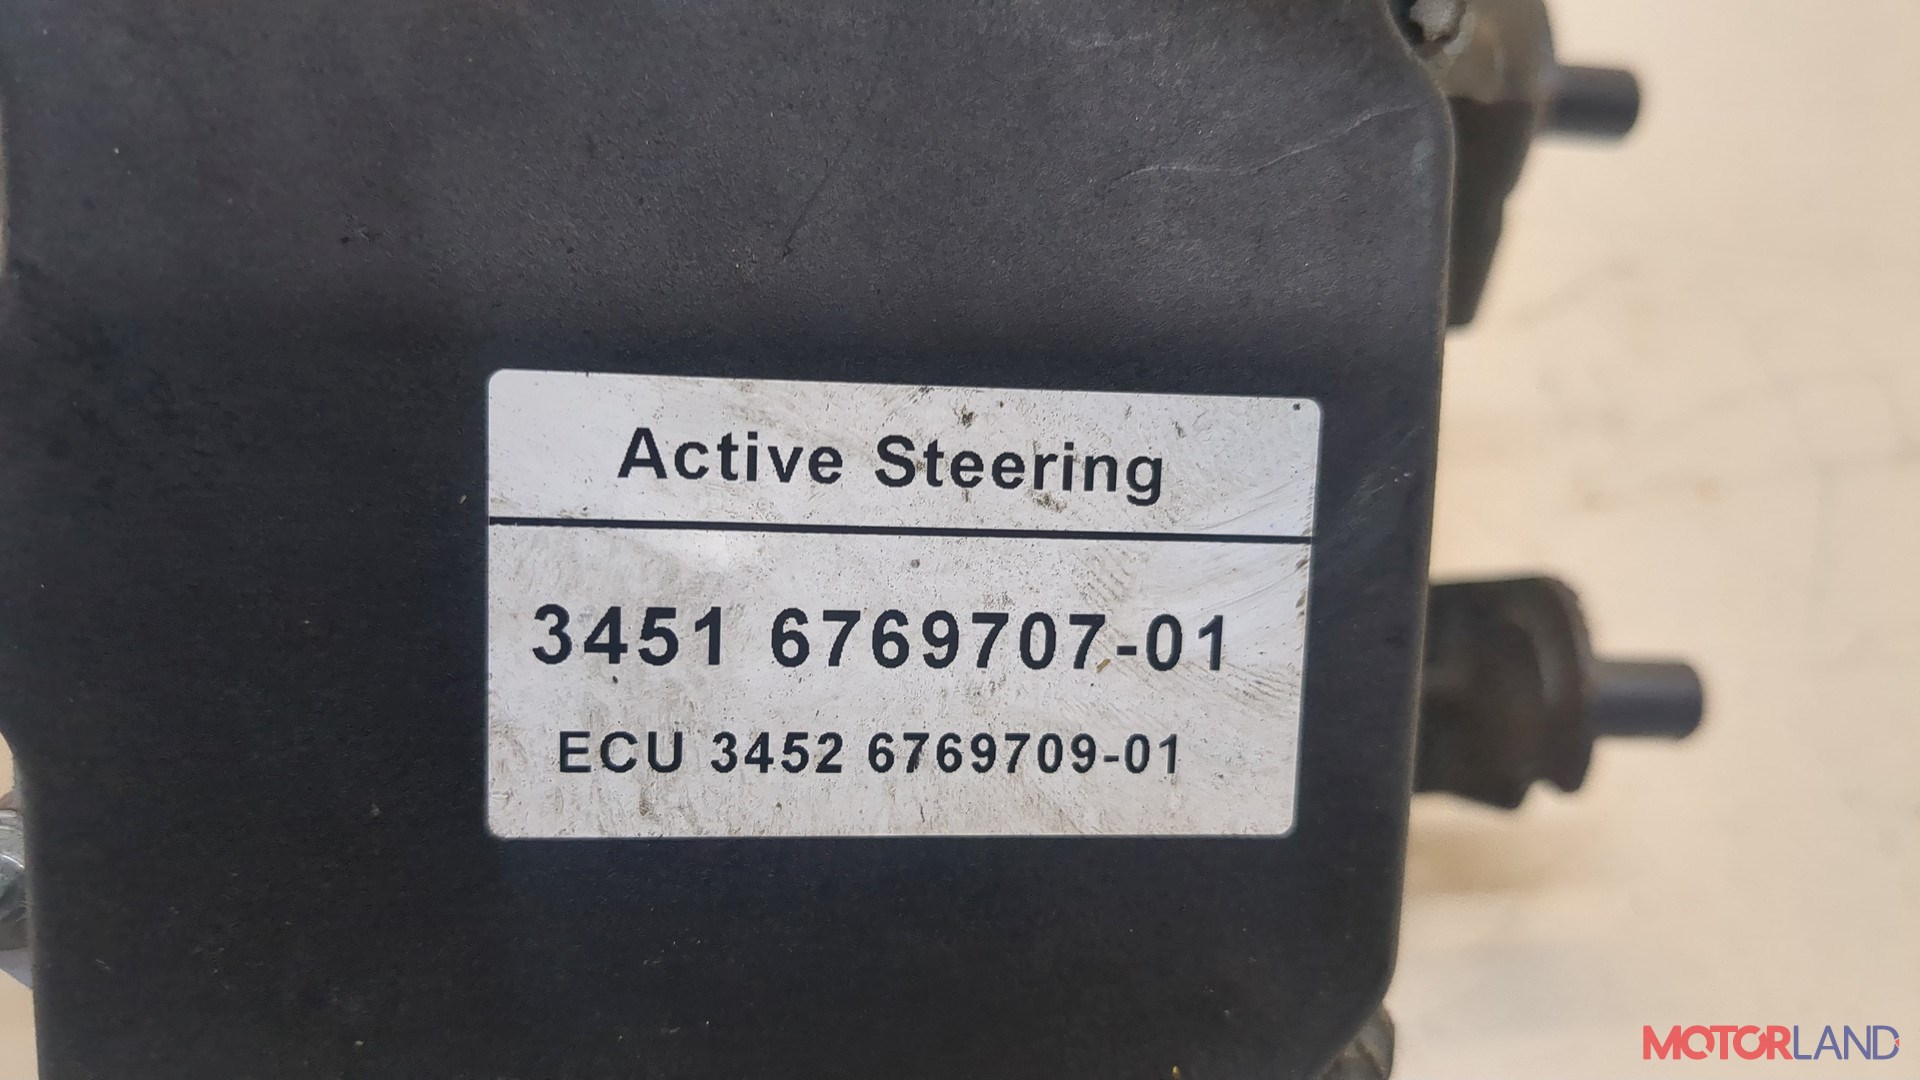 Active Steering
3451 6769707-01
ECU 3452 6769709-01
MOTORLAND